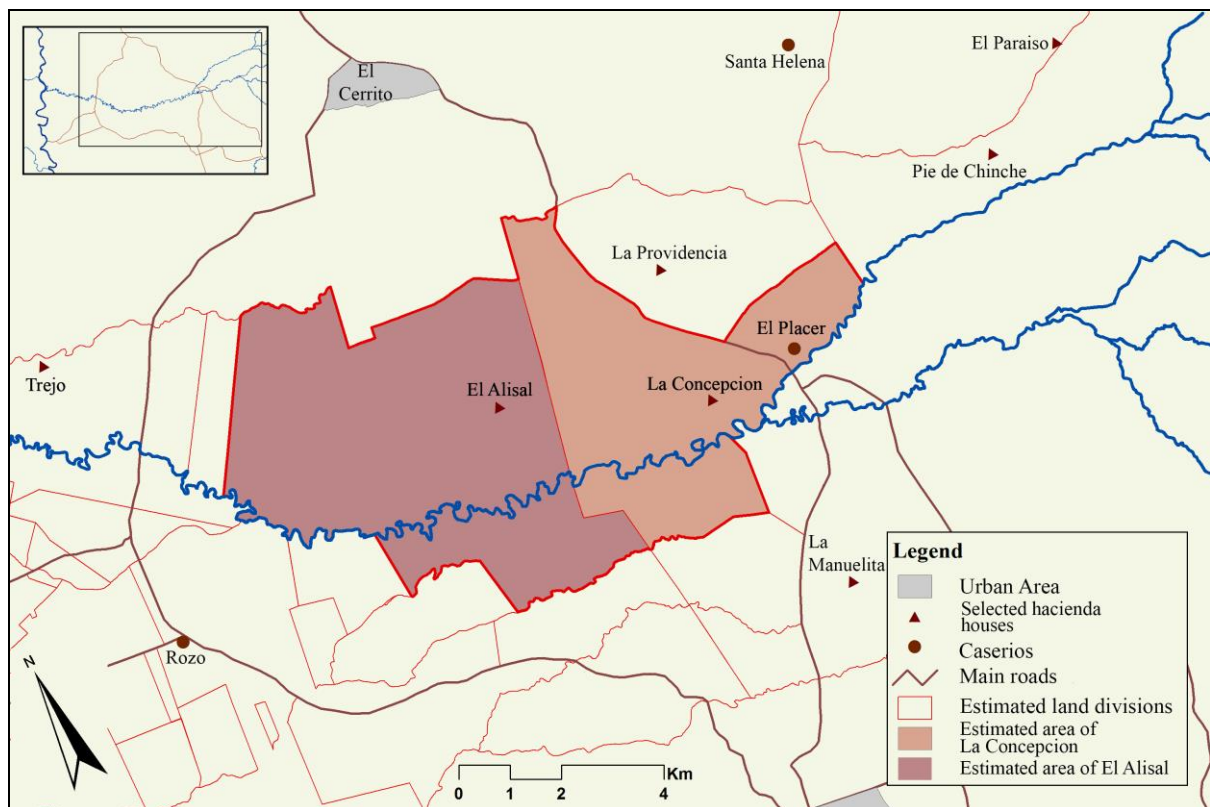 El
Cerrito
Santa Helena
El Paraiso
Pie de Chinche
La Providencia
El Placer
Trejo
El Alisal
La Concepcion
La
Manuelita
Rozo
N
Legend
Urban Area
Selected hacienda
houses
Caserios
Main roads
Estimated land divisions
Estimated area of
La Concepcion
Estimated area of El Alisal
Km
0 1 2 4